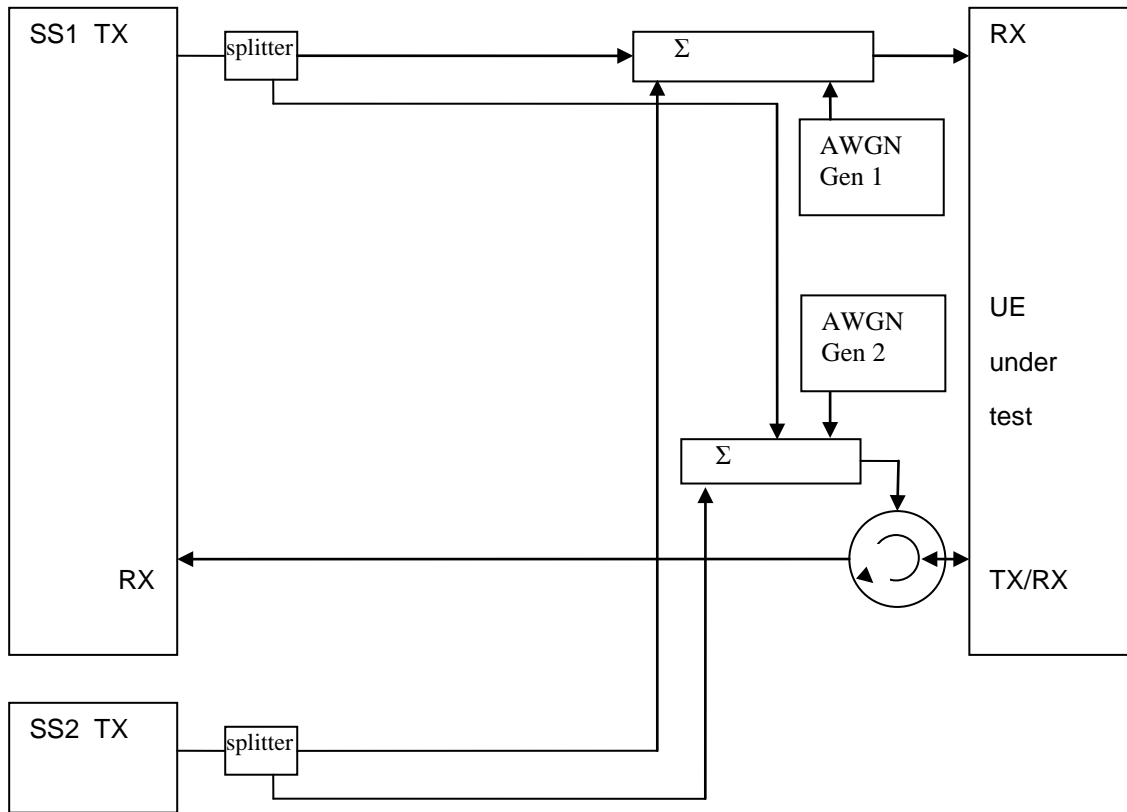 SS1 TX
splitter
Σ
RX
AWGN
Gen 1
AWGN
Gen 2
UE
under
test
Σ
RX
TX/RX
SS2 TX
splitter